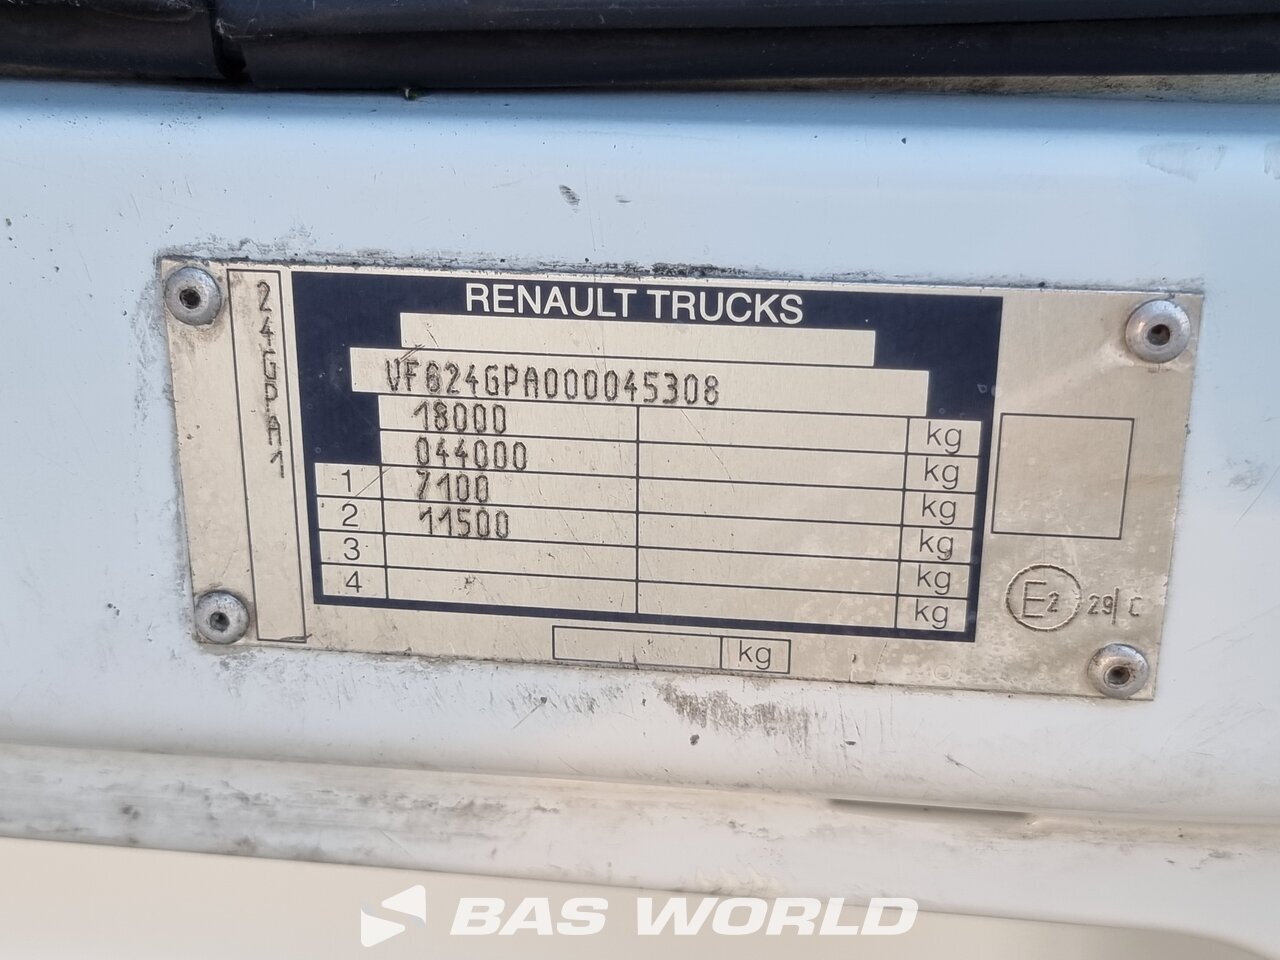 RENAULT TRUCKS
24GPA1
VF624GPA000045308
18000 kg
044000 kg
1 7100 kg
2 11500 kg
3 kg
4 kg
kg
E2 29/C
BAS WORLD